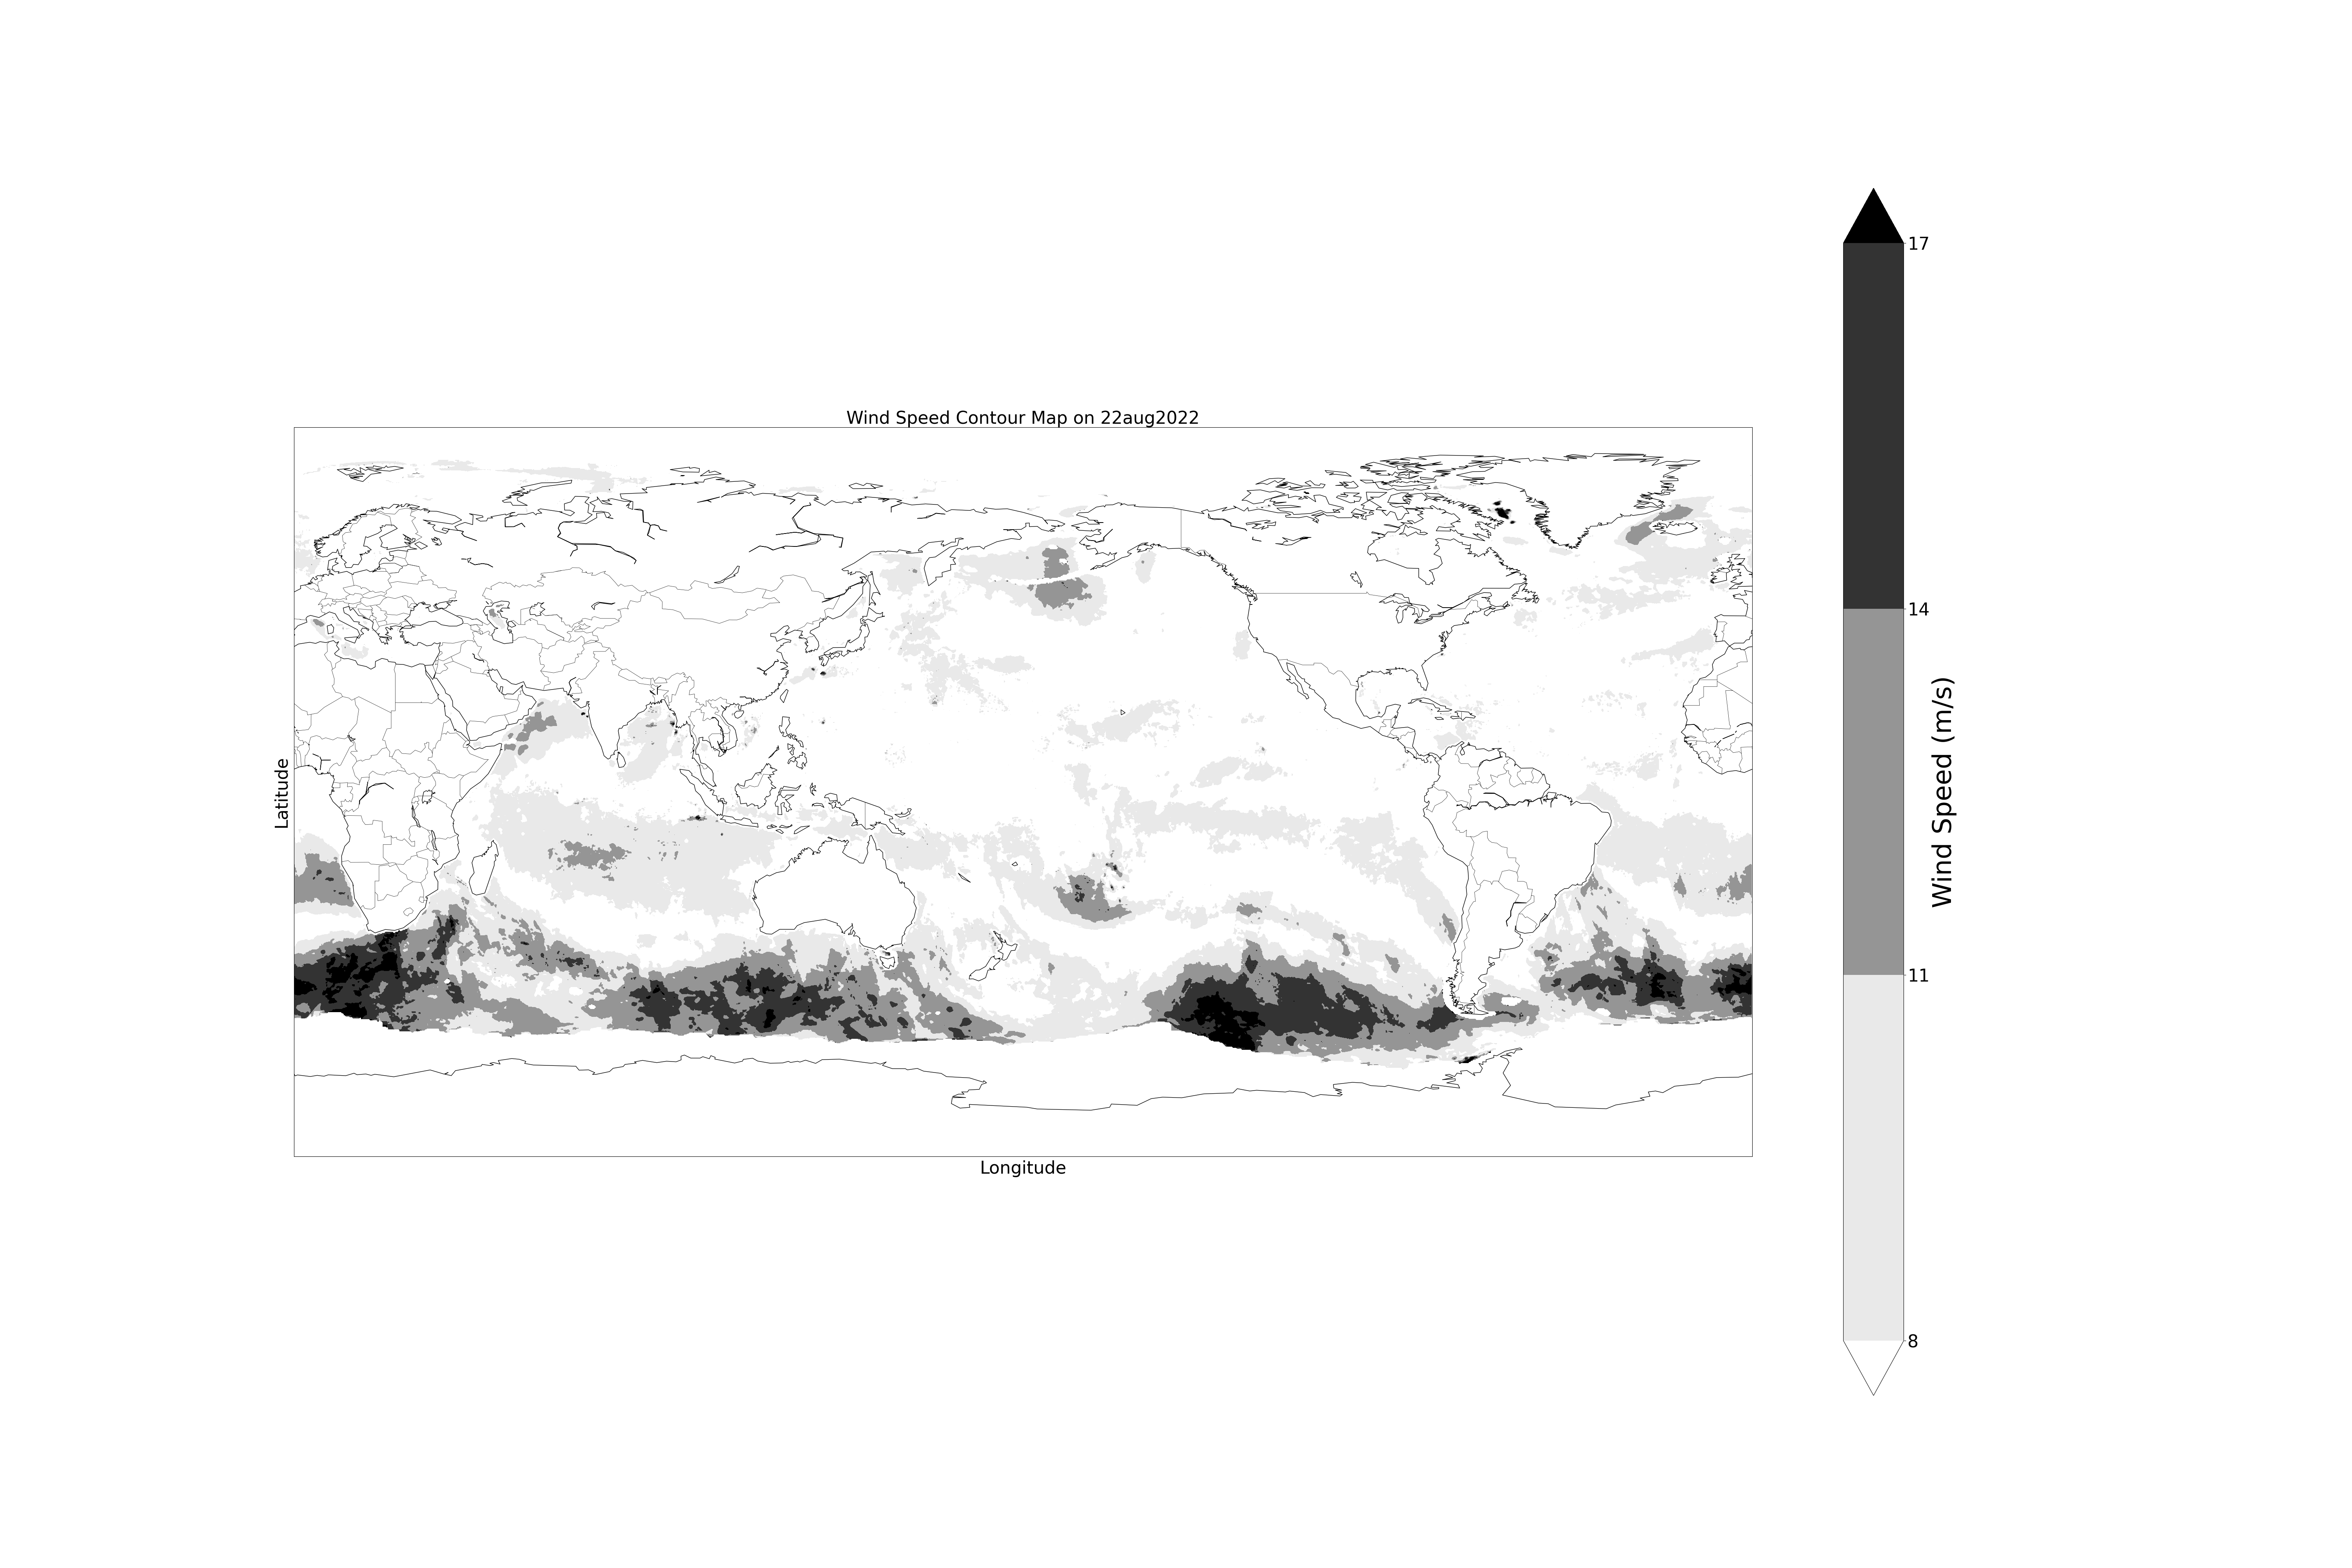 Wind Speed Contour Map on 22aug2022
Latitude
Longitude
17
14
11
8
Wind Speed (m/s)